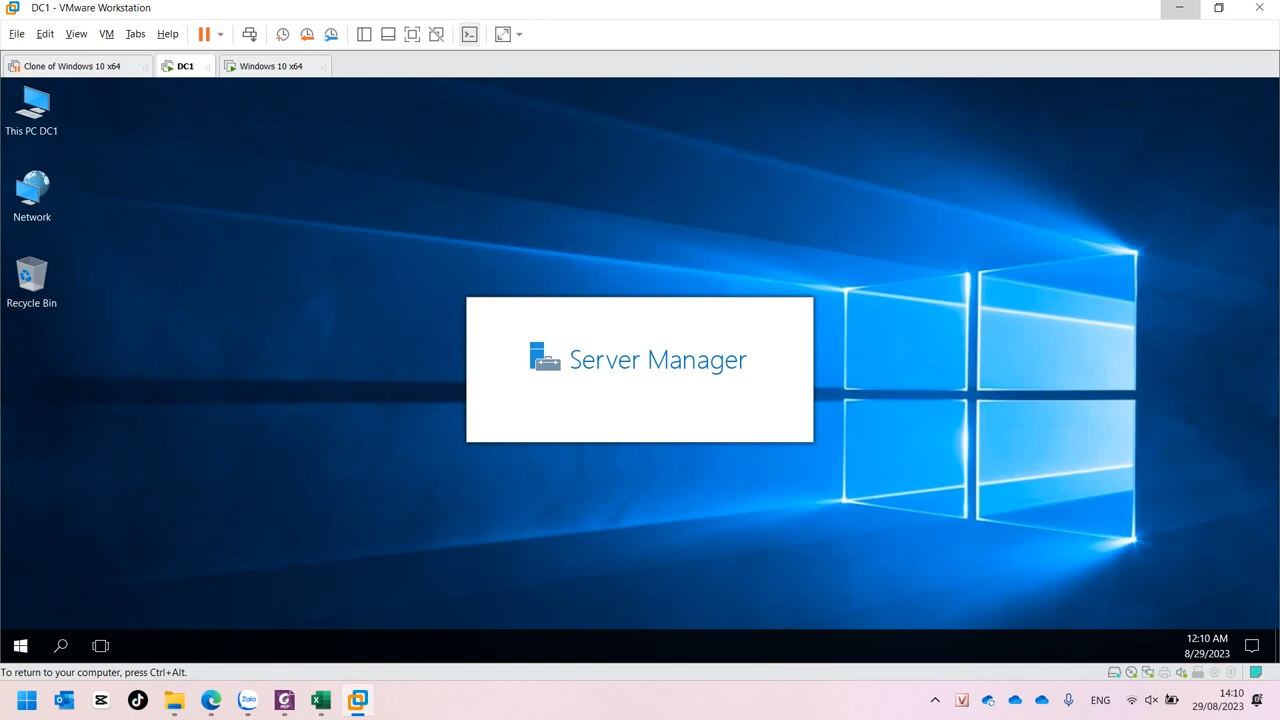 DC1 - VMware Workstation
File Edit View VM Tabs Help
Clone of Windows 10 x64
DC1
Windows 10 x64
This PC DC1
Network
Recycle Bin
Server Manager
12:10 AM
8/29/2023
To return to your computer, press Ctrl+Alt.
Zalo
PDF
V
ENG
14:10
29/08/2023